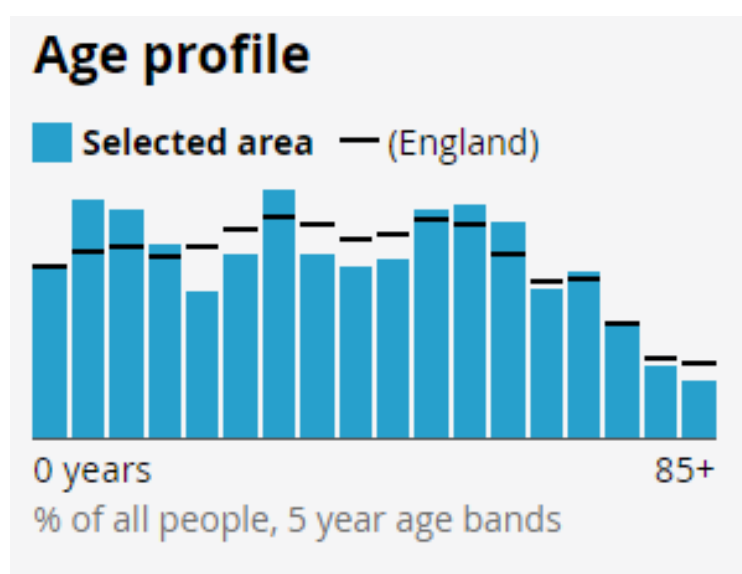 Age profile
Selected area (England)
0 years 85+
% of all people, 5 year age bands